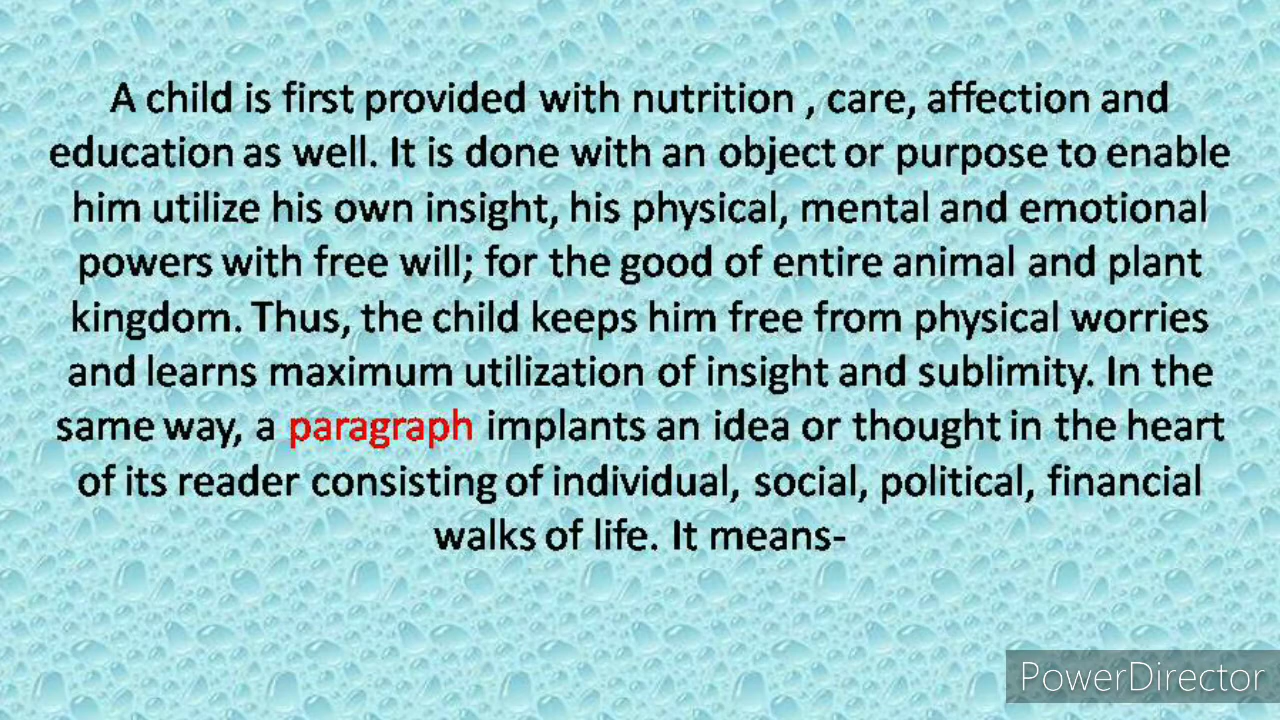 A child is first provided with nutrition , care, affection and
education as well. It is done with an object or purpose to enable
him utilize his own insight, his physical, mental and emotional
powers with free will; for the good of entire animal and plant
kingdom. Thus, the child keeps him free from physical worries
and learns maximum utilization of insight and sublimity. In the
same way, a paragraph implants an idea or thought in the heart
of its reader consisting of individual, social, political, financial
walks of life. It means-
PowerDirector